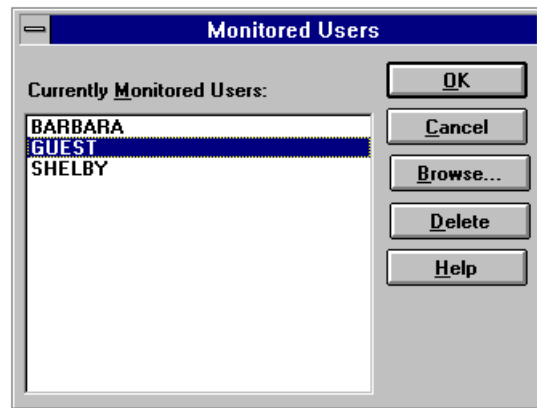 Monitored Users
Currently Monitored Users:
BARBARA
GUEST
SHELBY
OK
Cancel
Browse...
Delete
Help